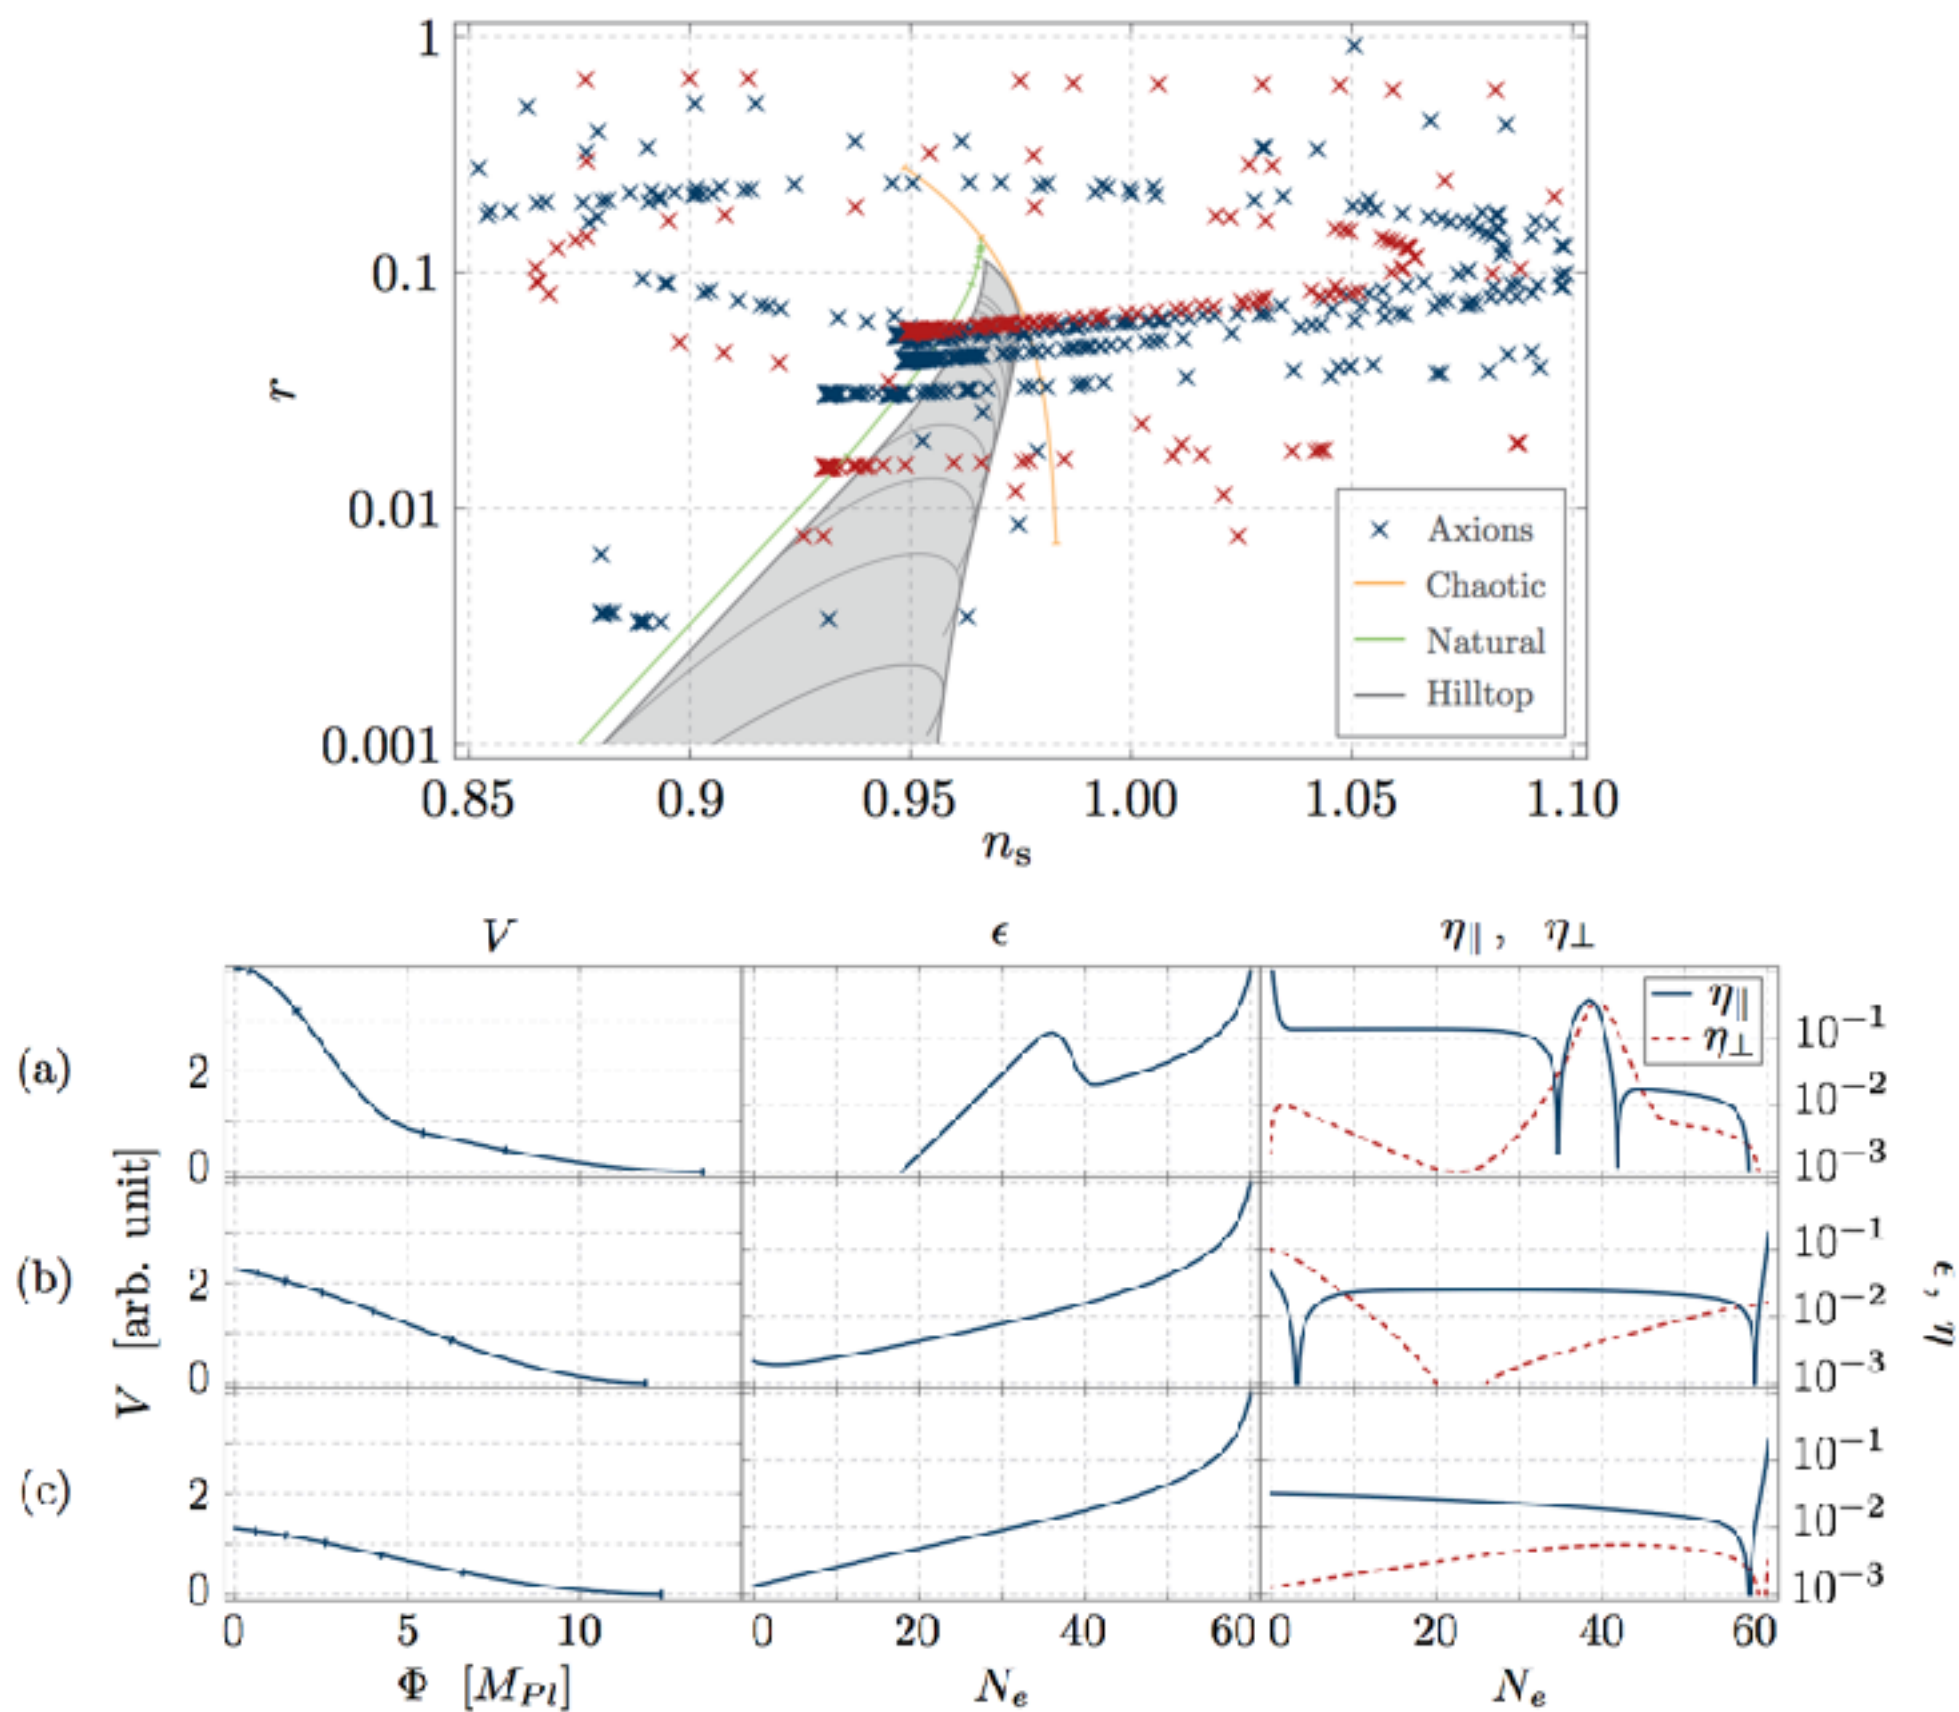 1
0.1
0.01
0.001
r
0.85 0.9 0.95 1.00 1.05 1.10
n_s
Axions
Chaotic
Natural
Hilltop
V ϵ η∥ , η⊥
(a)
2
0
η∥
η⊥
10⁻¹
10⁻²
10⁻³
(b)
2
0
10⁻¹
10⁻²
10⁻³
(c)
2
0
10⁻¹
10⁻²
10⁻³
V [arb. unit]
ϵ , η
0 5 10 0 20 40 60 0 20 40 60
Φ [M_{Pl}] N_e N_e